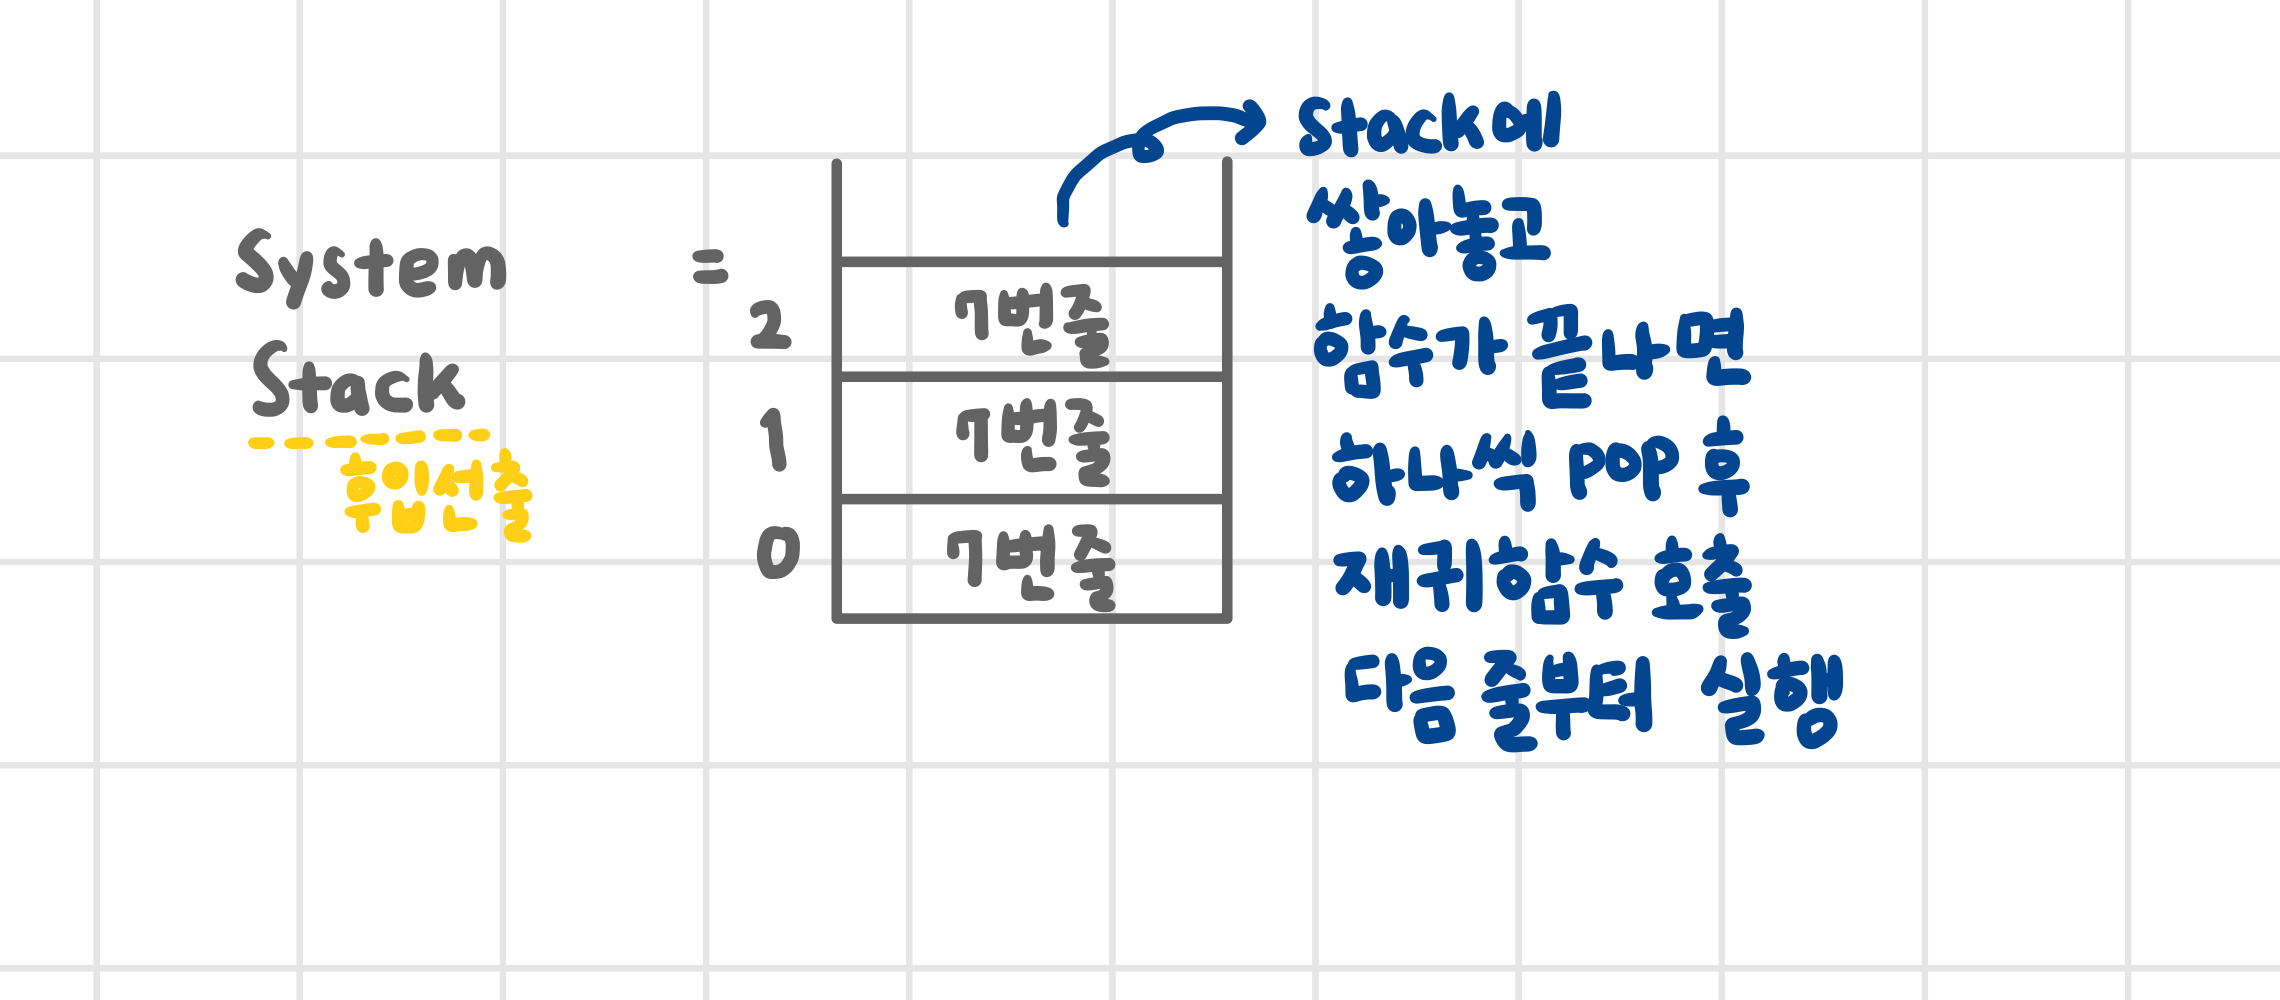 System
Stack
후입선출
=
2 7번줄
1 7번줄
0 7번줄
Stack에
쌓아놓고
함수가 끝나면
하나씩 POP 후
재귀함수 호출
다음 줄부터 실행